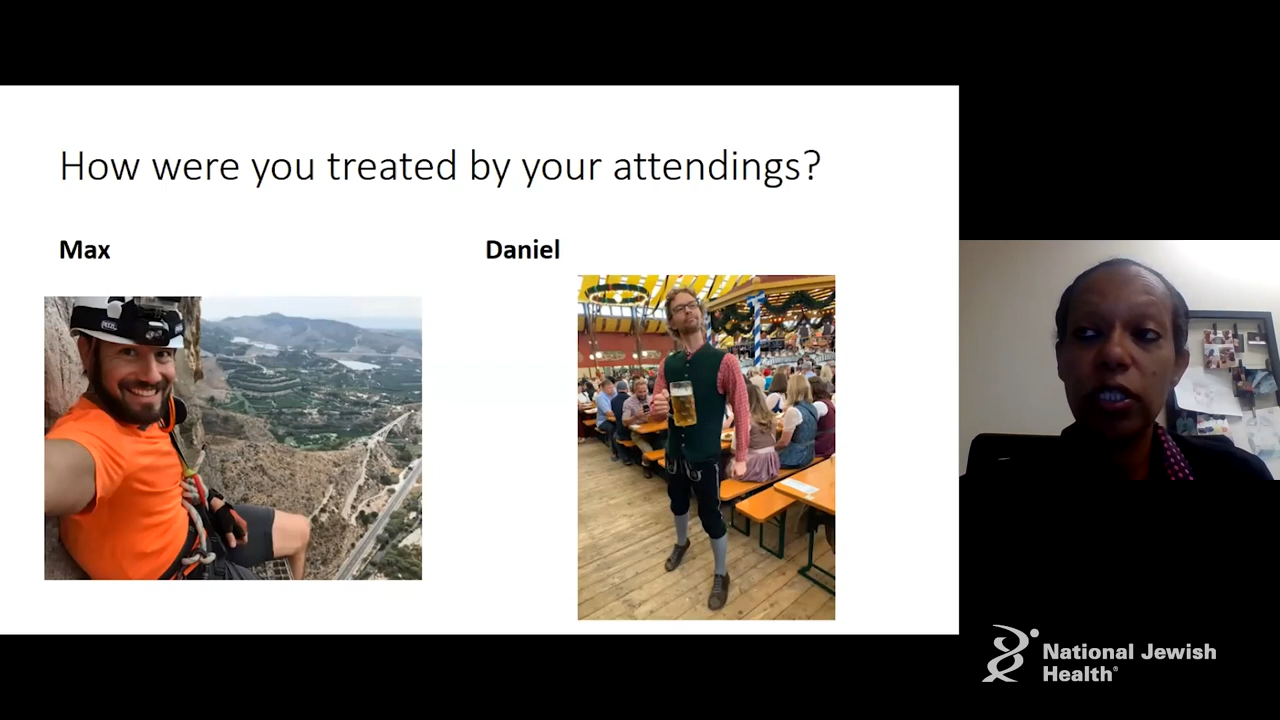 How were you treated by your attendings?
Max
Daniel
PETZL
National Jewish
Health®